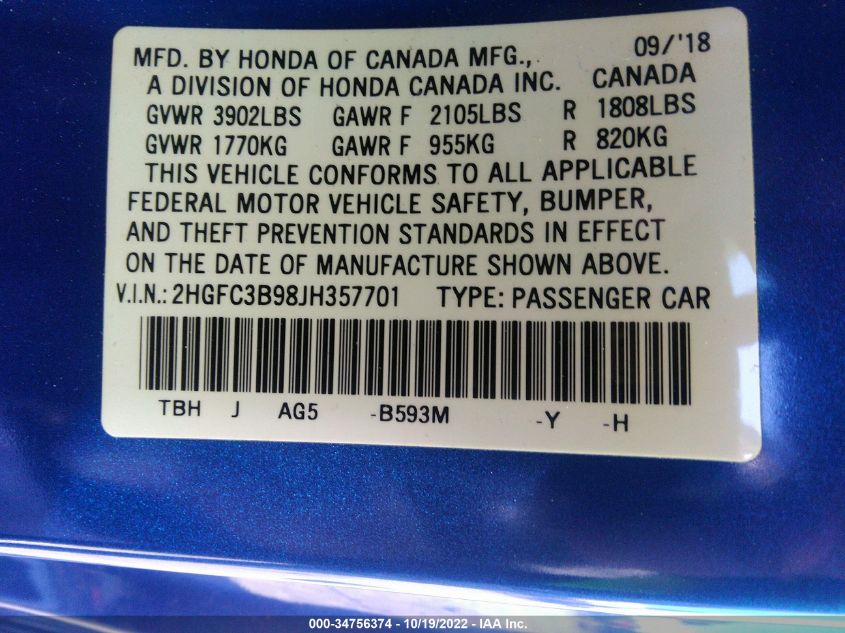 MFD. BY HONDA OF CANADA MFG., 09/'18
A DIVISION OF HONDA CANADA INC. CANADA
GVWR 3902LBS GAWR F 2105LBS R 1808LBS
GVWR 1770KG GAWR F 955KG R 820KG
THIS VEHICLE CONFORMS TO ALL APPLICABLE
FEDERAL MOTOR VEHICLE SAFETY, BUMPER,
AND THEFT PREVENTION STANDARDS IN EFFECT
ON THE DATE OF MANUFACTURE SHOWN ABOVE.
V.I.N.: 2HGFC3B98JH357701 TYPE: PASSENGER CAR
TBH J AG5 -B593M -Y -H
000-34756374 - 10/19/2022 - IAA Inc.